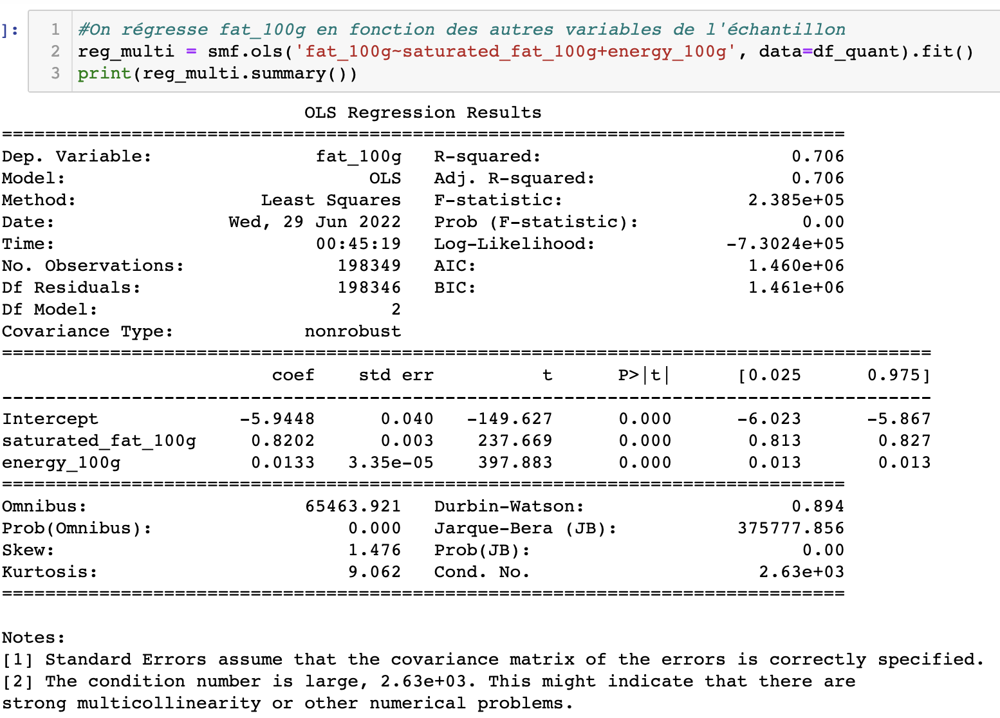 ]:
1 #On régresse fat_100g en fonction des autres variables de l'échantillon
2 reg_multi = smf.ols('fat_100g~saturated_fat_100g+energy_100g', data=df_quant).fit()
3 print(reg_multi.summary())
OLS Regression Results
==============================================================================
Dep. Variable: fat_100g R-squared: 0.706
Model: OLS Adj. R-squared: 0.706
Method: Least Squares F-statistic: 2.385e+05
Date: Wed, 29 Jun 2022 Prob (F-statistic): 0.00
Time: 00:45:19 Log-Likelihood: -7.3024e+05
No. Observations: 198349 AIC: 1.460e+06
Df Residuals: 198346 BIC: 1.461e+06
Df Model: 2
Covariance Type: nonrobust
======================================================================================
coef std err t P>|t| [0.025 0.975]
--------------------------------------------------------------------------------------
Intercept -5.9448 0.040 -149.627 0.000 -6.023 -5.867
saturated_fat_100g 0.8202 0.003 237.669 0.000 0.813 0.827
energy_100g 0.0133 3.35e-05 397.883 0.000 0.013 0.013
==============================================================================
Omnibus: 65463.921 Durbin-Watson: 0.894
Prob(Omnibus): 0.000 Jarque-Bera (JB): 375777.856
Skew: 1.476 Prob(JB): 0.00
Kurtosis: 9.062 Cond. No. 2.63e+03
==============================================================================
Notes:
[1] Standard Errors assume that the covariance matrix of the errors is correctly specified.
[2] The condition number is large, 2.63e+03. This might indicate that there are
strong multicollinearity or other numerical problems.